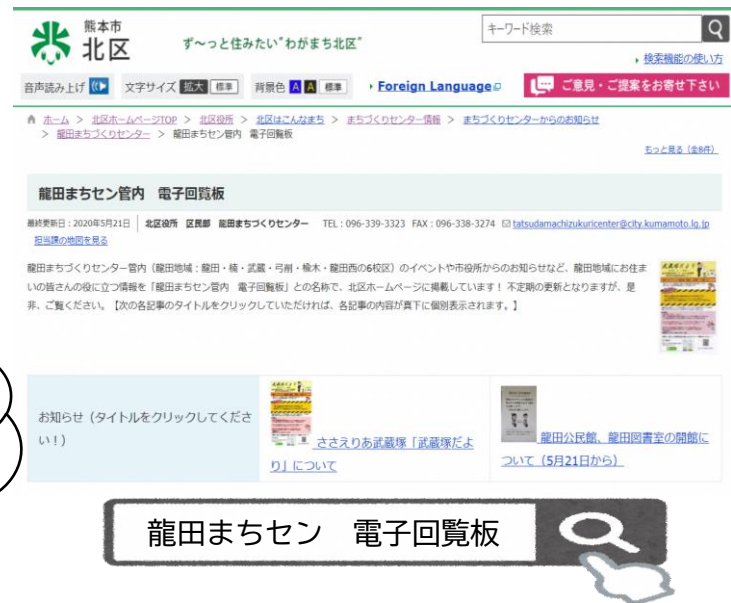 熊本市
北区
ず～っと住みたい"わがまち北区"
キーワード検索
検索機能の使い方
音声読み上げ 文字サイズ 拡大 標準 背景色 A A 標準 Foreign Language ご意見・ご提案をお寄せ下さい
ホーム > 北区ホームページTOP > 北区役所 > 北区はこんなまち > まちづくりセンター情報 > まちづくりセンターからのお知らせ
> 龍田まちづくりセンター > 龍田まちセン管内 電子回覧板
もっと見る（全8件）
龍田まちセン管内 電子回覧板
最終更新日：2020年5月21日 北区役所 区民部 龍田まちづくりセンター TEL：096-339-3323 FAX：096-338-3274 tatsudamachizukuricenter@city.kumamoto.lg.jp
担当課の地図を見る
龍田まちづくりセンター管内（龍田地域：龍田・楠・武蔵・弓削・楡木・龍田西の6校区）のイベントや市役所からのお知らせなど、龍田地域にお住ま
いの皆さんの役に立つ情報を「龍田まちセン管内 電子回覧板」との名称で、北区ホームページに掲載しています！ 不定期の更新となりますが、是
非、ご覧ください。【次の各記事のタイトルをクリックしていただければ、各記事の内容が真下に個別表示されます。】
お知らせ（タイトルをクリックしてくださ
い！）
ささえりあ武蔵塚「武蔵塚だよ
り」について
龍田公民館、龍田図書室の開館に
ついて（5月21日から）
龍田まちセン 電子回覧板